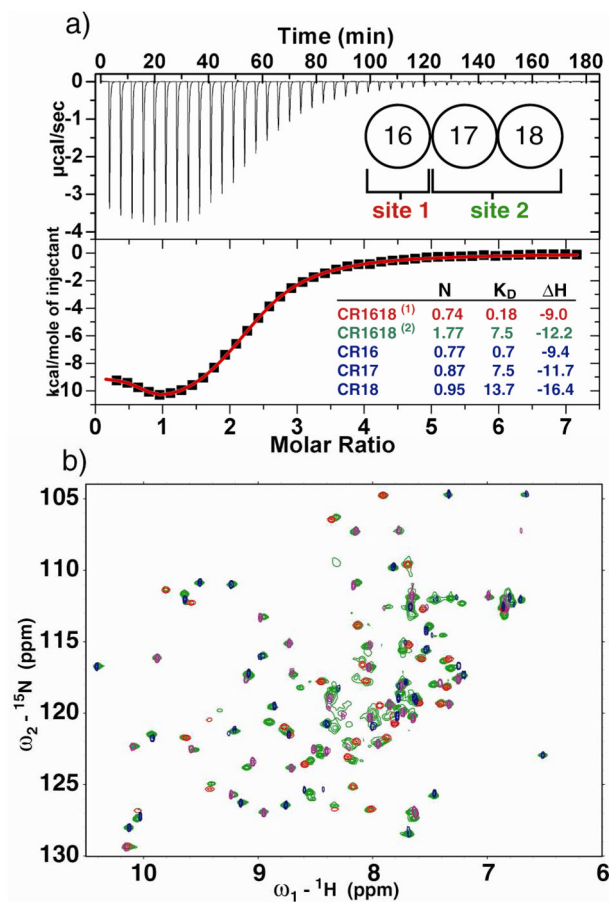 a)
Time (min)
0 20 40 60 80 100 120 140 160 180
0
-1
-2
-3
-4
µcal/sec
16 17 18
site 1 site 2
0
-2
-4
-6
-8
-10
kcal/mole of injectant
N K_D ΔH
CR1618 (1) 0.74 0.18 -9.0
CR1618 (2) 1.77 7.5 -12.2
CR16 0.77 0.7 -9.4
CR17 0.87 7.5 -11.7
CR18 0.95 13.7 -16.4
0 1 2 3 4 5 6 7
Molar Ratio
b)
105
110
115
120
125
130
ω₂ - ¹⁵N (ppm)
10 9 8 7 6
ω₁ - ¹H (ppm)